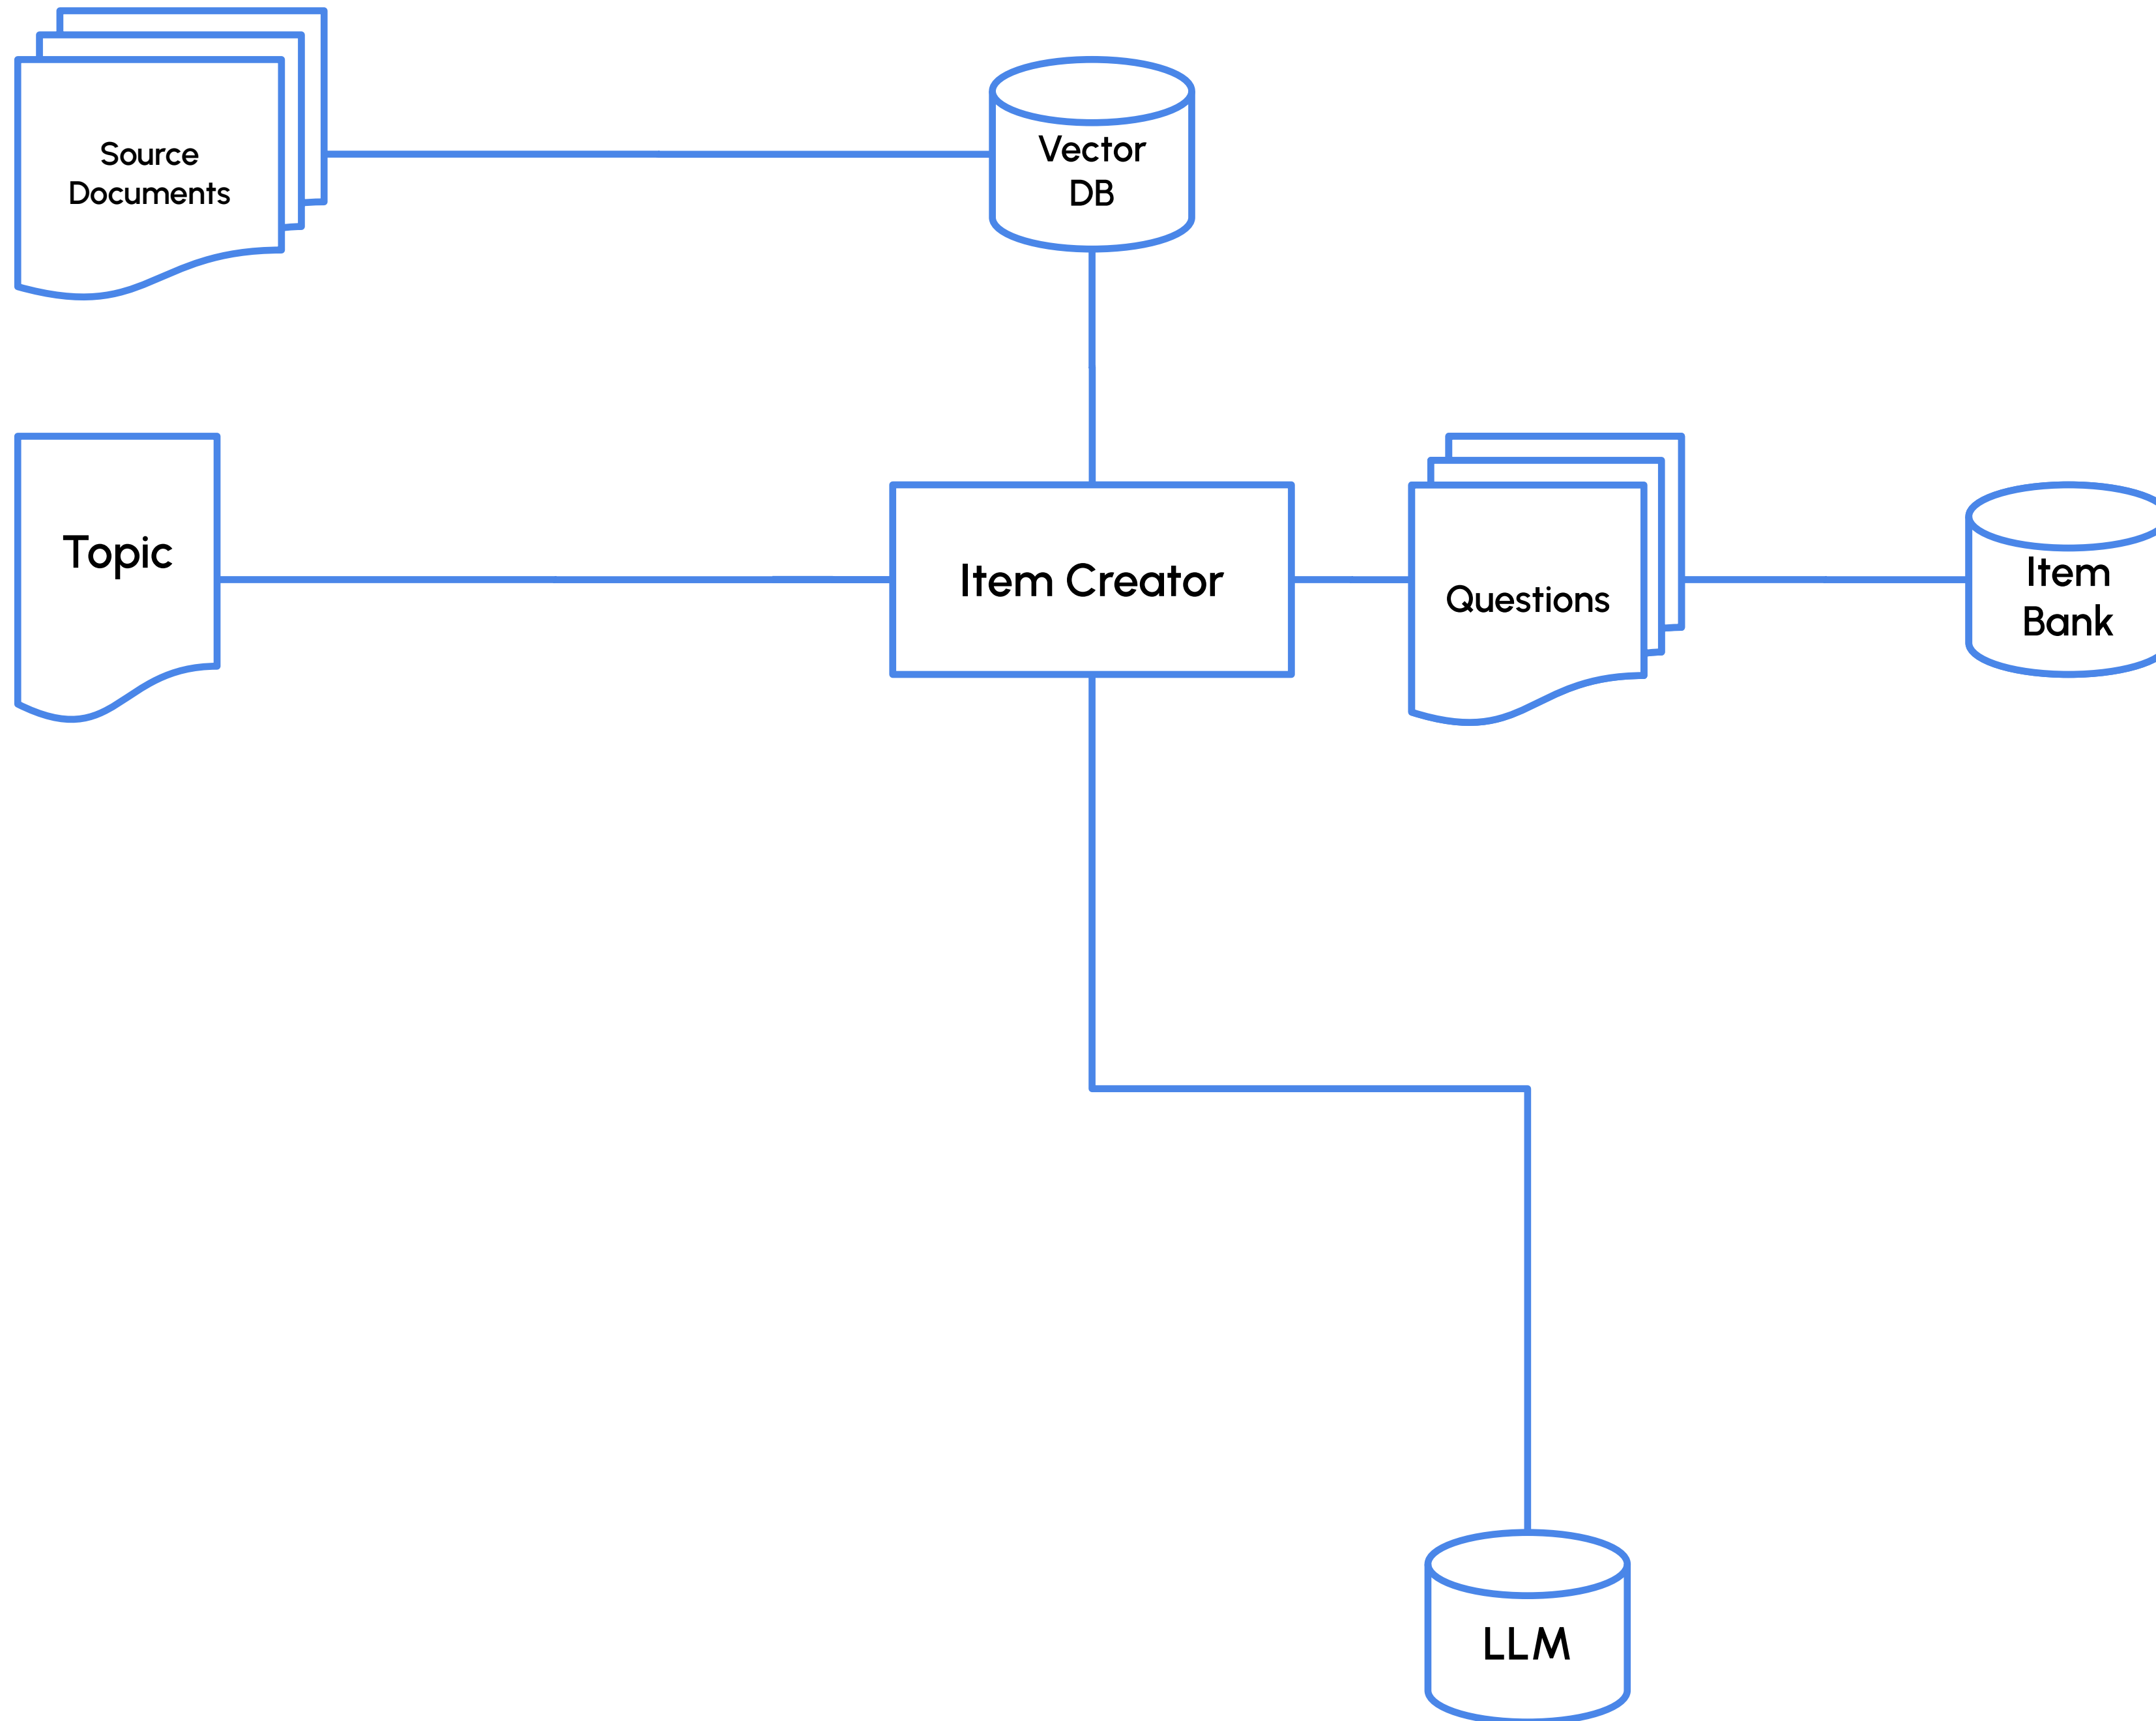 Source
Documents
Vector
DB
Topic
Item Creator
Questions
Item
Bank
LLM